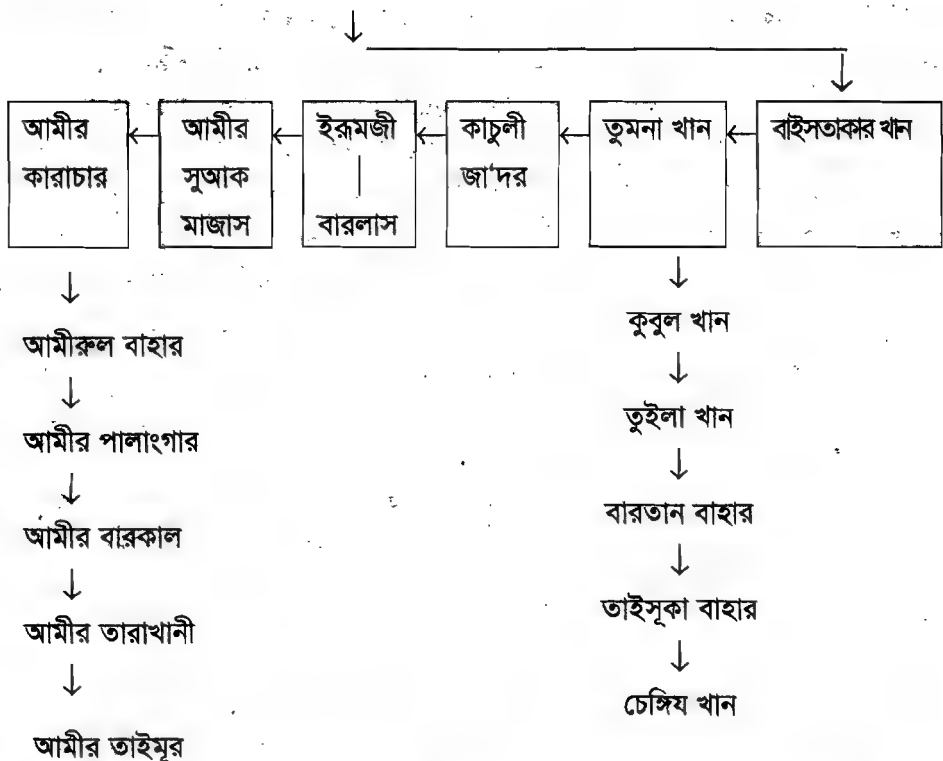 আমীর
কারাচার
আমীর
সুআক
মাজাস
ইরূমজী
বারলাস
কাচুলী
জা'দর
তুমনা খান
বাইসতাকার খান
আমীরুল বাহার
আমীর পালাংগার
আমীর বারকাল
আমীর তারাখানী
আমীর তাইমূর
কুবুল খান
তুইলা খান
বারতান বাহার
তাইসূকা বাহার
চেঙ্গিয খান